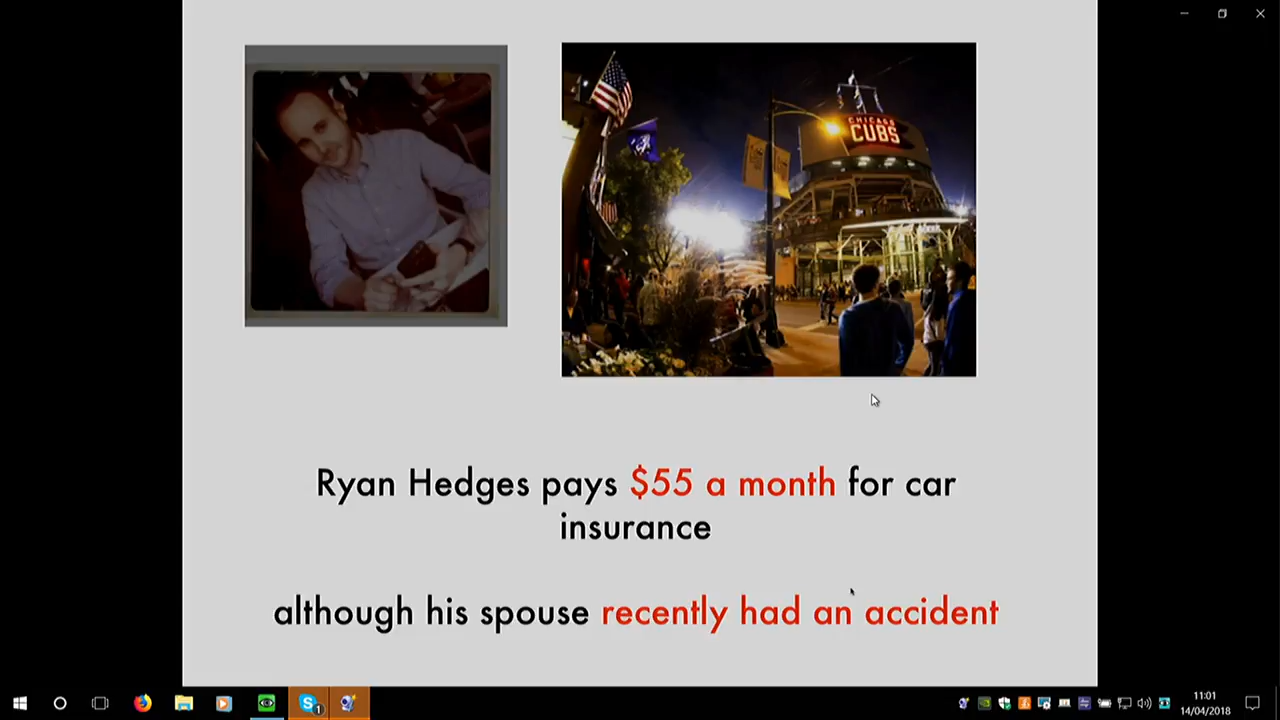 CHICAGO
CUBS
Ryan Hedges pays $55 a month for car
insurance
although his spouse recently had an accident
1
11:01
14/04/2018